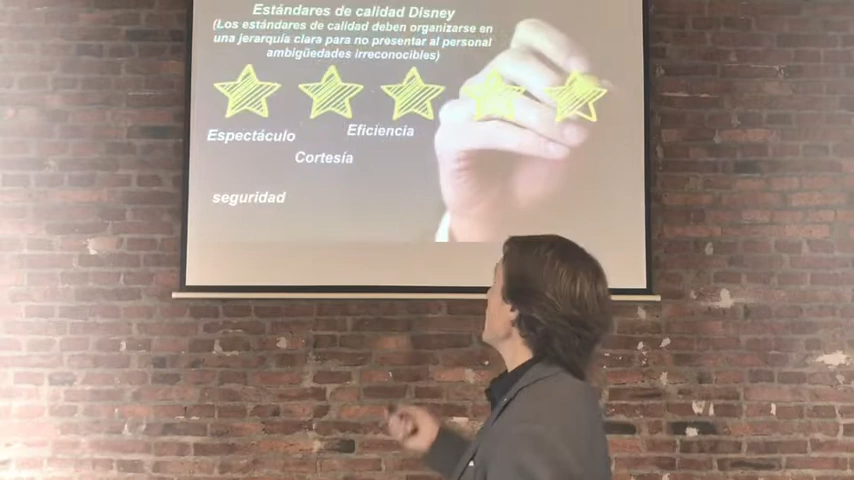 Estándares de calidad Disney
(Los estándares de calidad deben organizarse en
una jerarquía clara para no presentar al personal
ambigüedades irreconocibles)
Espectáculo
Eficiencia
Cortesía
seguridad